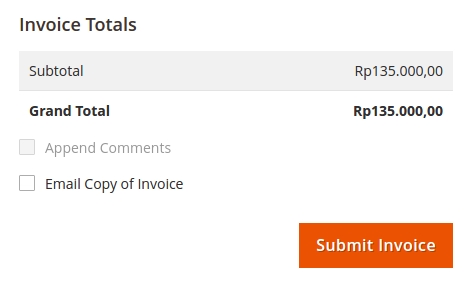 Invoice Totals
Subtotal Rp135.000,00
Grand Total Rp135.000,00
Append Comments
Email Copy of Invoice
Submit Invoice